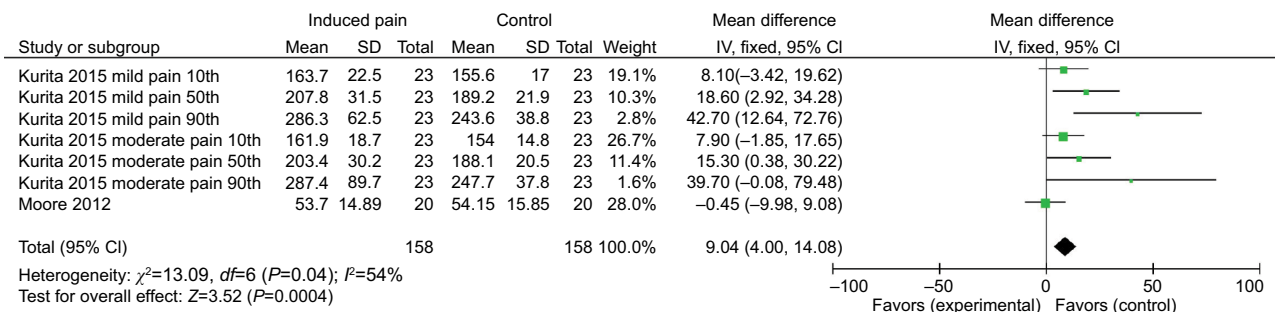 Induced pain Control Mean difference Mean difference
Study or subgroup Mean SD Total Mean SD Total Weight IV, fixed, 95% CI IV, fixed, 95% CI
Kurita 2015 mild pain 10th 163.7 22.5 23 155.6 17 23 19.1% 8.10(–3.42, 19.62)
Kurita 2015 mild pain 50th 207.8 31.5 23 189.2 21.9 23 10.3% 18.60 (2.92, 34.28)
Kurita 2015 mild pain 90th 286.3 62.5 23 243.6 38.8 23 2.8% 42.70 (12.64, 72.76)
Kurita 2015 moderate pain 10th 161.9 18.7 23 154 14.8 23 26.7% 7.90 (–1.85, 17.65)
Kurita 2015 moderate pain 50th 203.4 30.2 23 188.1 20.5 23 11.4% 15.30 (0.38, 30.22)
Kurita 2015 moderate pain 90th 287.4 89.7 23 247.7 37.8 23 1.6% 39.70 (–0.08, 79.48)
Moore 2012 53.7 14.89 20 54.15 15.85 20 28.0% –0.45 (–9.98, 9.08)
Total (95% CI) 158 158 100.0% 9.04 (4.00, 14.08)
Heterogeneity: χ²=13.09, df=6 (P=0.04); I²=54%
Test for overall effect: Z=3.52 (P=0.0004)
–100 –50 0 50 100
Favors (experimental) Favors (control)